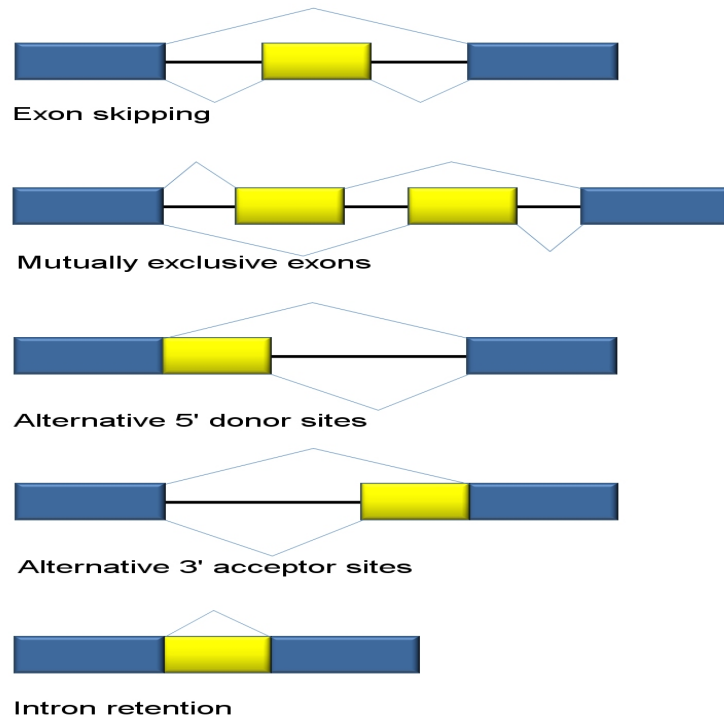 Exon skipping
Mutually exclusive exons
Alternative 5' donor sites
Alternative 3' acceptor sites
Intron retention